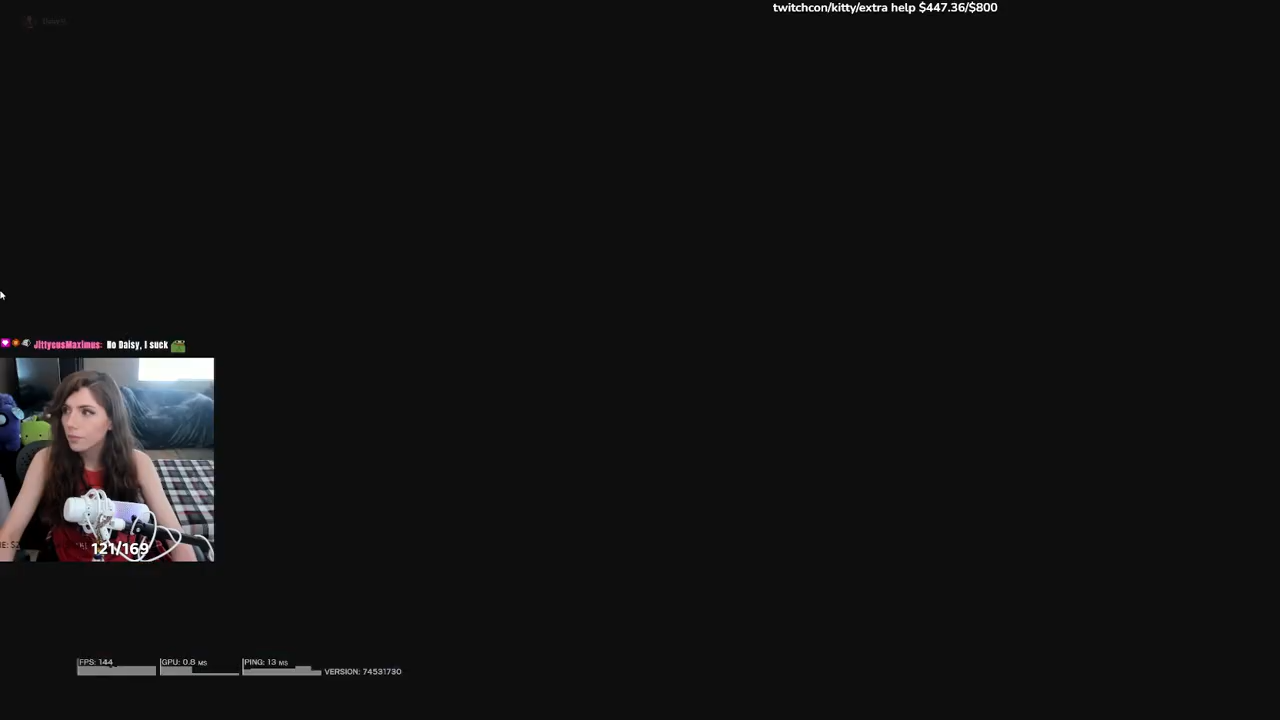 twitchcon/kitty/extra help $447.36/$800
JittycusMaximus: No Daisy, I suck
121/169
FPS: 144
GPU: 0.8 MS
PING: 13 MS
VERSION: 74531730